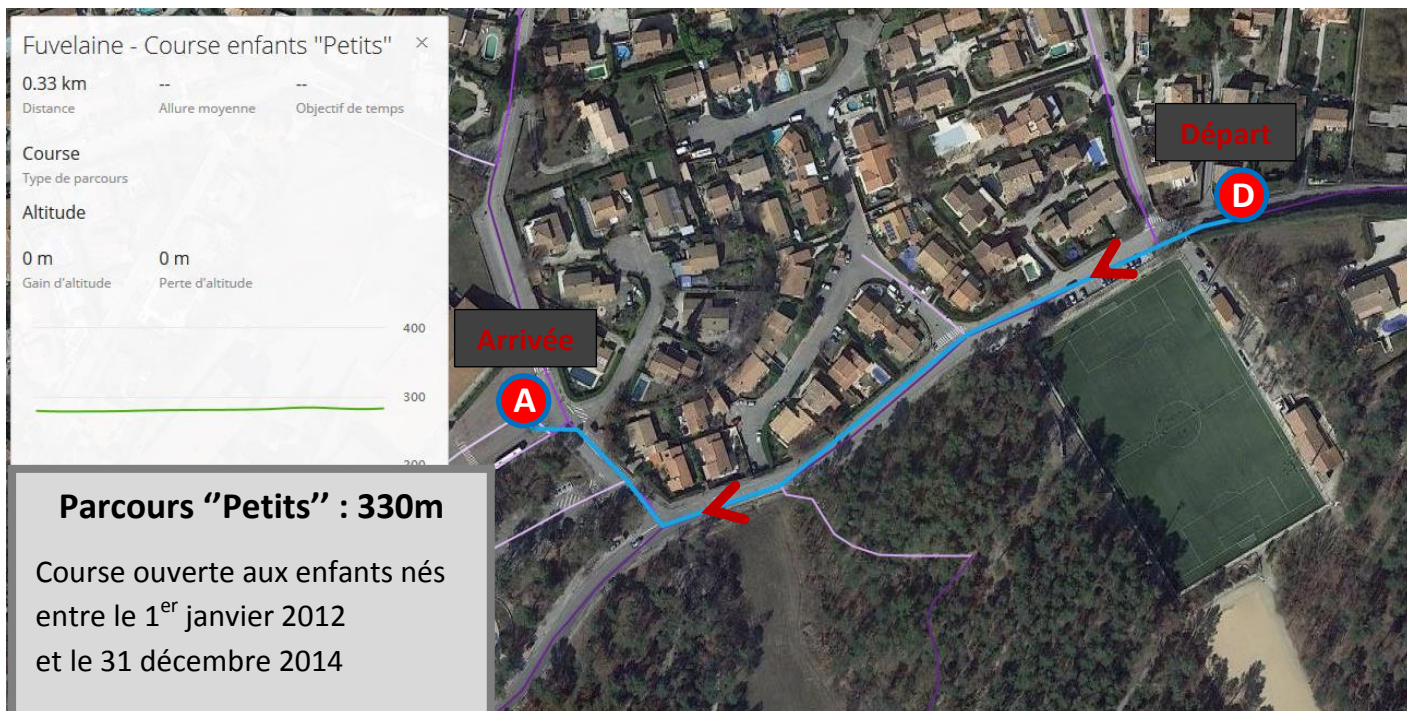 Fuvelaine - Course enfants "Petits" ×
0.33 km -- --
Distance Allure moyenne Objectif de temps
Course
Type de parcours
Altitude
0 m 0 m
Gain d'altitude Perte d'altitude
400
300
200
Parcours ‘’Petits’’ : 330m
Course ouverte aux enfants nés
entre le 1er janvier 2012
et le 31 décembre 2014
Départ
D
Arrivée
A